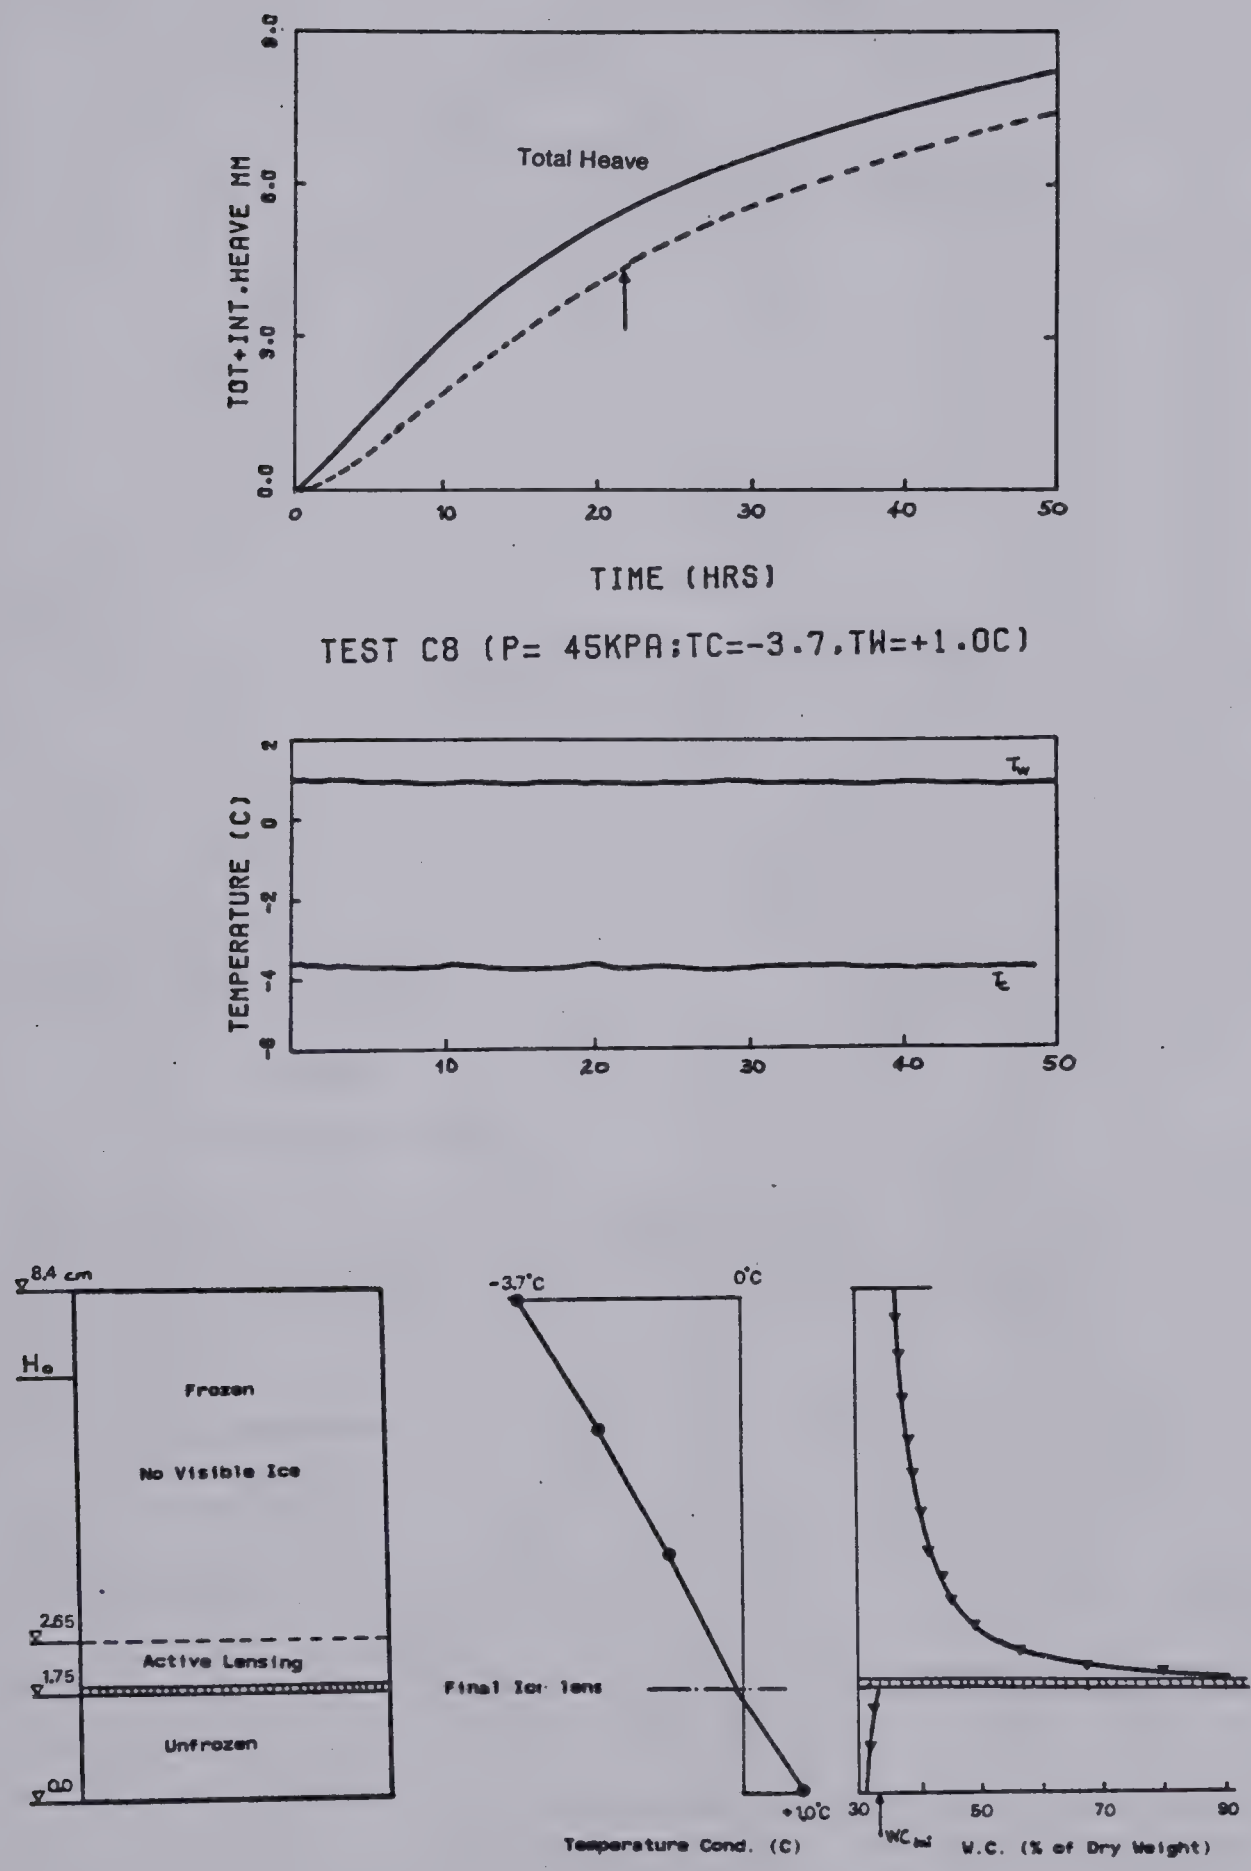 9.0
Total Heave
6.0
TOT+INT.HEAVE MM
3.0
0.0
0 10 20 30 40 50
TIME (HRS)
TEST C8 (P= 45KPA;TC=-3.7,TW=+1.0C)
2
Tw
0
TEMPERATURE (C)
-2
-4
Tc
-6
10 20 30 40 50
8.4 cm
-3.7°C 0°C
Ho
Frozen
No Visible Ice
2.65
Active Lensing
1.75
Final Ice lens
Unfrozen
0.0
+1.0°C 30 50 70 90
Temperature Cond. (C) W.C. (% of Dry Weight)